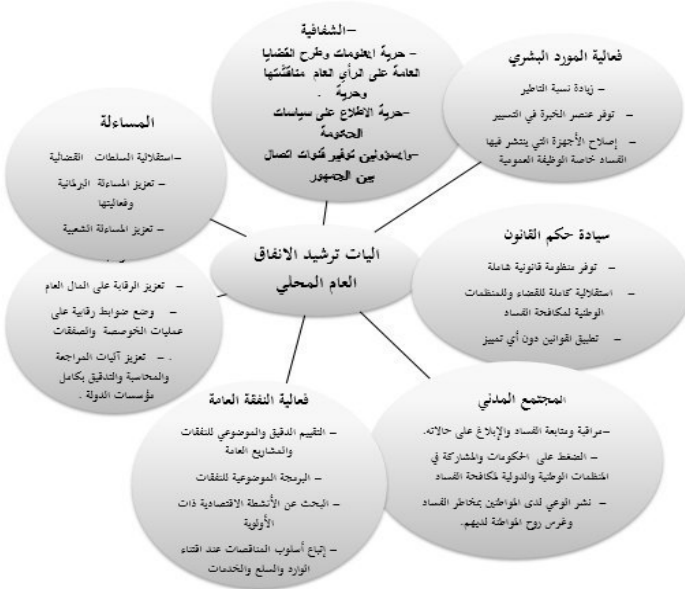 –الشفافية
– حرية المعلومات وطرح القضايا
العامة على الرأي العام مناقشتها
وحرية .
–حرية الاطلاع على سياسات
الحكومة
–والمسؤولين توفير قنوات اتصال
بين الجمهور
فعالية المورد البشري
– زيادة نسبة التاطير
– توفر عنصر الخبرة في التسيير
– إصلاح الأجهزة التي ينتشر فيها
الفساد خاصة الوظيفة العمومية
المساءلة
–استقلالية السلطات القضائية
– تعزيز المساءلة البرلمانية
وفعاليتها
– تعزيز المساءلة الشعبية
اليات ترشيد الانفاق
العام المحلي
سيادة حكم القانون
– توفر منظومة قانونية شاملة
– استقلالية كاملة للقضاء وللمنظمات
الوطنية لمكافحة الفساد
– تطبيق القوانين دون أي تمييز
– تعزيز الرقابة على المال العام
– وضع ضوابط رقابية على
عمليات الخوصصة والصفقات
. – تعزيز آليات المراجعة
والمحاسبة والتدقيق بكامل
مؤسسات الدولة .
المجتمع المدني
–مراقبة ومتابعة الفساد والإبلاغ على حالاته.
– الضغط على الحكومات والمشاركة في
المنظمات الوطنية والدولية لمكافحة الفساد
– نشر الوعي لدى المواطنين بمخاطر الفساد
وغرس روح المواطنة لديهم.
فعالية النفقة العامة
– التقييم الدقيق والموضوعي للنفقات
والمشاريع العامة
– البرمجة الموضوعية للنفقات
– البحث عن الأنشطة الاقتصادية ذات
الأولوية
– إتباع أسلوب المناقصات عند اقتناء
الوارد والسلع والخدمات